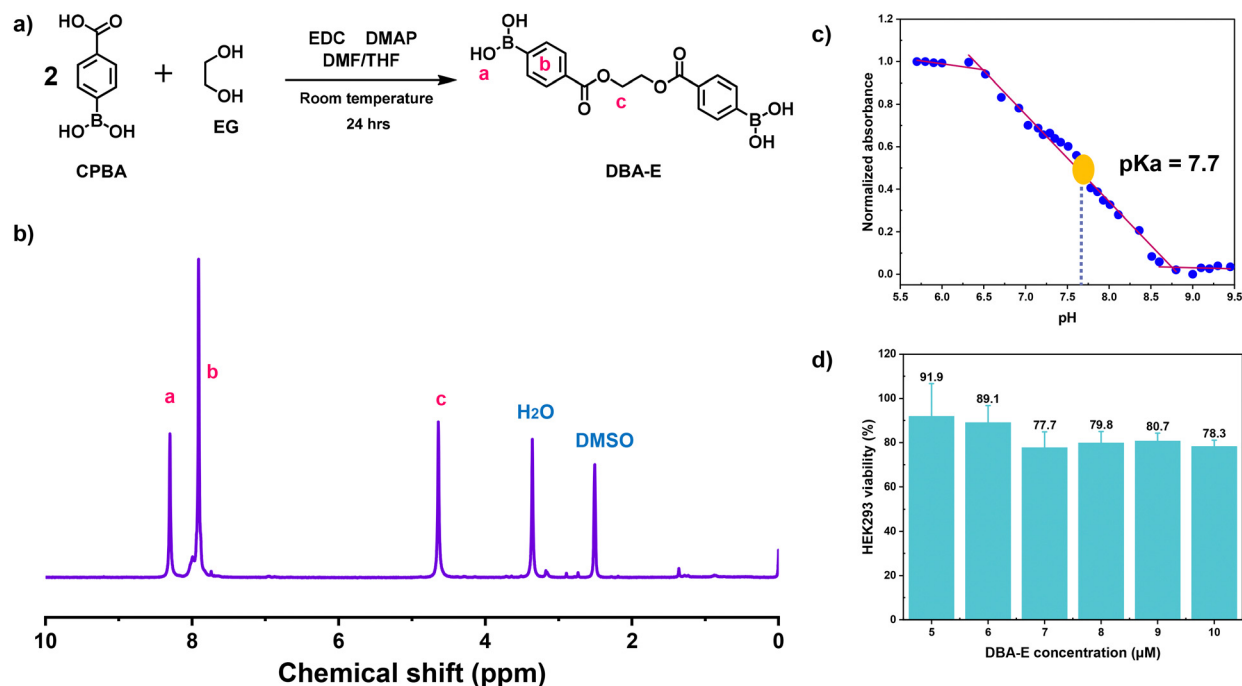 a)
HO
O
2
HO
B
OH
CPBA
+
OH
OH
EG
EDC DMAP
DMF/THF
Room temperature
24 hrs
OH
B
HO
a
b
O
O
c
O
O
B
OH
OH
DBA-E
b)
a
b
c
H2O
DMSO
10
8
6
4
2
0
Chemical shift (ppm)
c)
Normalized absorbance
1.2
1.0
0.8
0.6
0.4
0.2
0.0
pKa = 7.7
5.5 6.0 6.5 7.0 7.5 8.0 8.5 9.0 9.5
pH
d)
HEK293 viability (%)
120
100
80
60
40
20
0
91.9
89.1
77.7
79.8
80.7
78.3
5 6 7 8 9 10
DBA-E concentration (µM)